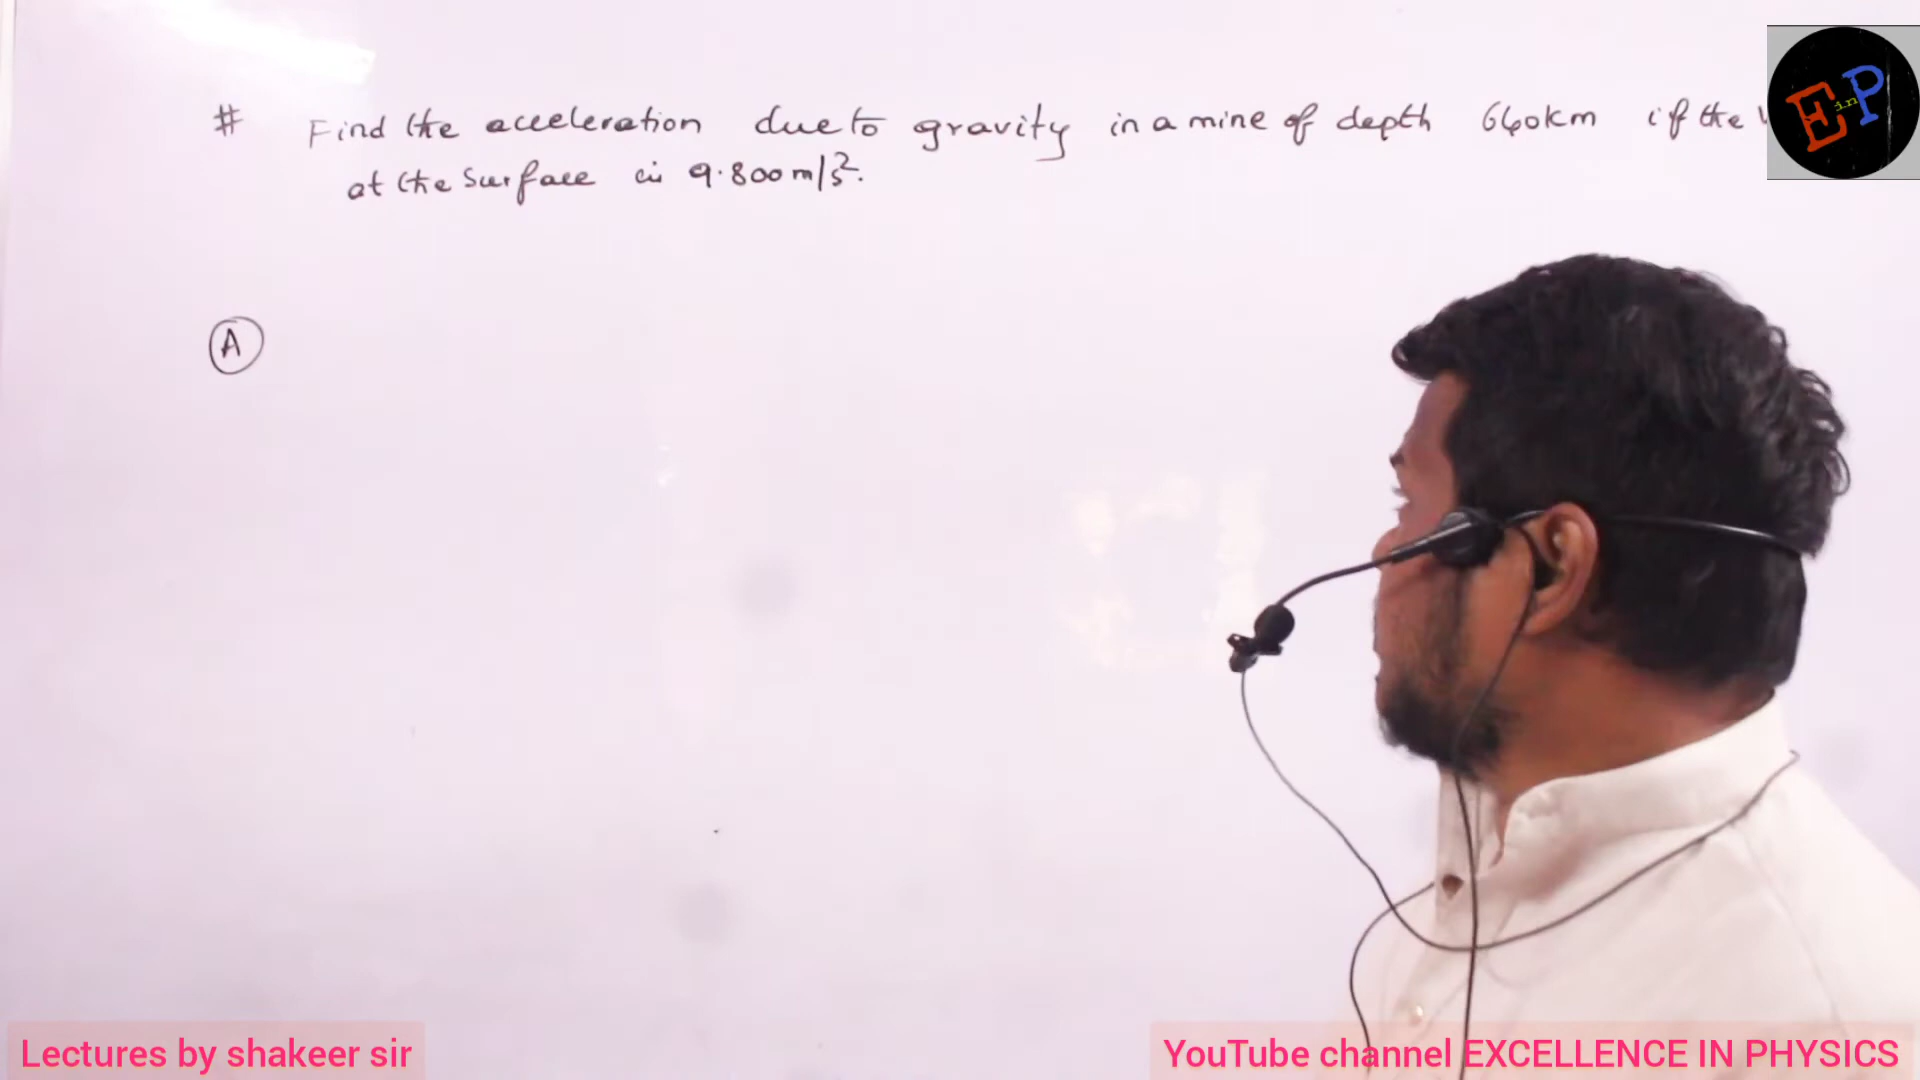 # Find the acceleration due to gravity in a mine of depth 640km if the
at the surface is 9.800 m/s².
A
E in P
Lectures by shakeer sir
YouTube channel EXCELLENCE IN PHYSICS